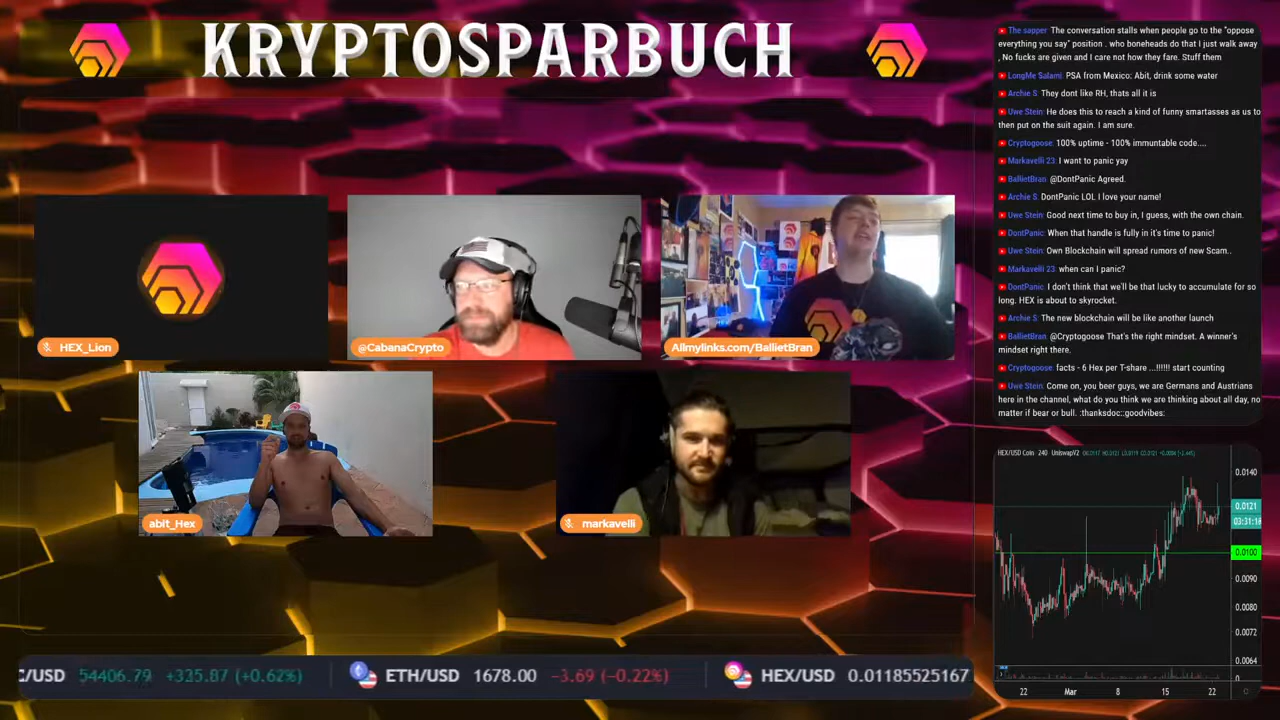 KRYPTOSPARBUCH
The sapper: The conversation stalls when people go to the "oppose
everything you say" position . who boneheads do that I just walk away
, No fucks are given and I care not how they fare. Stuff them
LongMe Salami: PSA from Mexico: Abit, drink some water
Archie S: They dont like RH, thats all it is
Uwe Stein: He does this to reach a kind of funny smartasses as us to
then put on the suit again. I am sure.
Cryptogoose: 100% uptime - 100% immuntable code....
Markavelli 23: I want to panic yay
BallietBran: @DontPanic Agreed.
Archie S: DontPanic LOL I love your name!
Uwe Stein: Good next time to buy in, I guess, with the own chain.
DontPanic: When that handle is fully in it's time to panic!
Uwe Stein: Own Blockchain will spread rumors of new Scam..
Markavelli 23: when can I panic?
DontPanic: I don't think that we'll be that lucky to accumulate for so
long. HEX is about to skyrocket.
Archie S: The new blockchain will be like another launch
BallietBran: @Cryptogoose That's the right mindset. A winner's
mindset right there.
Cryptogoose: facts - 6 Hex per T-share ...!!!!!! start counting
Uwe Stein: Come on, you beer guys, we are Germans and Austrians
here in the channel, what do you think we are thinking about all day, no
matter if bear or bull. :thanksdoc::goodvibes:
HEX_Lion
@CabanaCrypto
Allmylinks.com/BallietBran
abit_Hex
markavelli
HEX/USD Coin 240 UniswapV2
0.0140
0.0121
03:31:18
0.0100
0.0090
0.0080
0.0072
0.0064
0
22 Mar 8 15 22
C/USD 54406.79 +335.87 (+0.62%) ETH/USD 1678.00 −3.69 (−0.22%) HEX/USD 0.01185525167